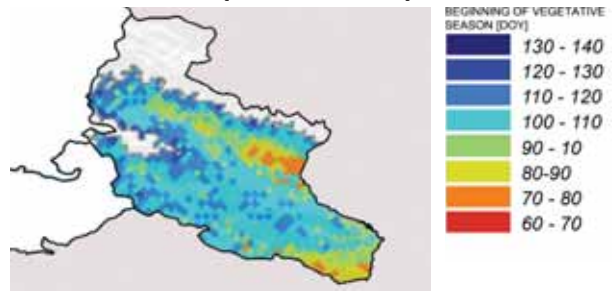 BEGINNING OF VEGETATIVE
SEASON [DOY]
130 - 140
120 - 130
110 - 120
100 - 110
90 - 10
80-90
70 - 80
60 - 70